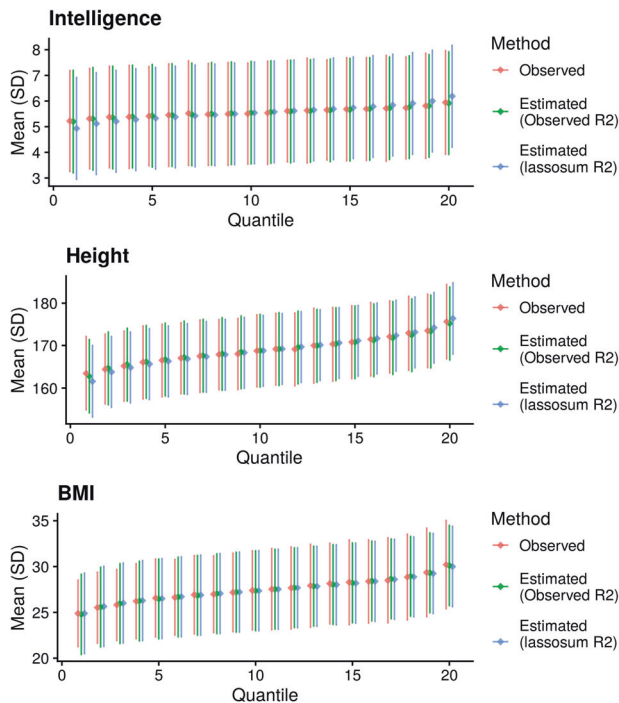 Intelligence
8
7
6
5
4
3
Mean (SD)
0 5 10 15 20
Quantile
Method
Observed
Estimated
(Observed R2)
Estimated
(lassosum R2)
Height
180
170
160
Mean (SD)
0 5 10 15 20
Quantile
Method
Observed
Estimated
(Observed R2)
Estimated
(lassosum R2)
BMI
35
30
25
20
Mean (SD)
0 5 10 15 20
Quantile
Method
Observed
Estimated
(Observed R2)
Estimated
(lassosum R2)